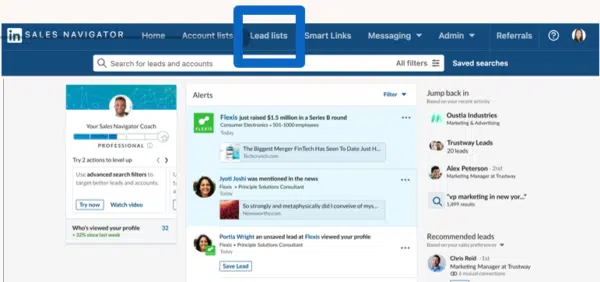 in SALES NAVIGATOR Home Account lists Lead lists Smart Links Messaging Admin Referrals
Search for leads and accounts All filters Saved searches
Your Sales Navigator Coach
PROFESSIONAL
Try 2 actions to level up
Use advanced search filters to
target better leads and accounts.
Try now Watch video
Who's viewed your profile 32
+ 32% since last week
Alerts Filter
FLEXIS
Flexis just raised $1.5 million in a Series B round
Consumer Electronics • 501-1000 employees
Today
The Biggest Merger FinTech Has Seen To Date Just H...
Techcrunch.com
Jyoti Joshi was mentioned in the news
Flexis • Principle Solutions Consultant
Today
So strongly and metaphysically did I conveive of mys...
Newsworthy.com
Portia Wright an unsaved lead at Flexis viewed your profile
Flexis • Principle Solutions Consultant
Today
Save Lead
Jump back in
Based on your recent activity
Oustia Industries
Marketing & Advertising
Trustway Leads
20 leads
Alex Peterson · 2nd
Marketing Manager at Trustway
"vp marketing in new yor..."
1,899 results
Recommended leads
Based on your sales preferences
Chris Reid · 1st
Marketing Manager at Trustway
6 mutual connections